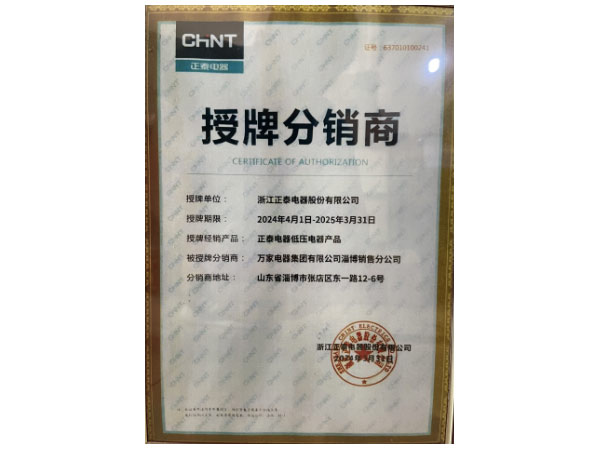 CHNT
正泰电器
证号:63701010D241
授牌分销商
CERTIFICATE OF AUTHORIZATION
授牌单位: 浙江正泰电器股份有限公司
授牌期限: 2024年4月1日-2025年3月31日
授牌经销产品: 正泰电器低压电器产品
被授牌分销商: 万家电器集团有限公司淄博销售分公司
分销商地址: 山东省淄博市张店区东一路12-6号
浙江正泰电器股份有限公司